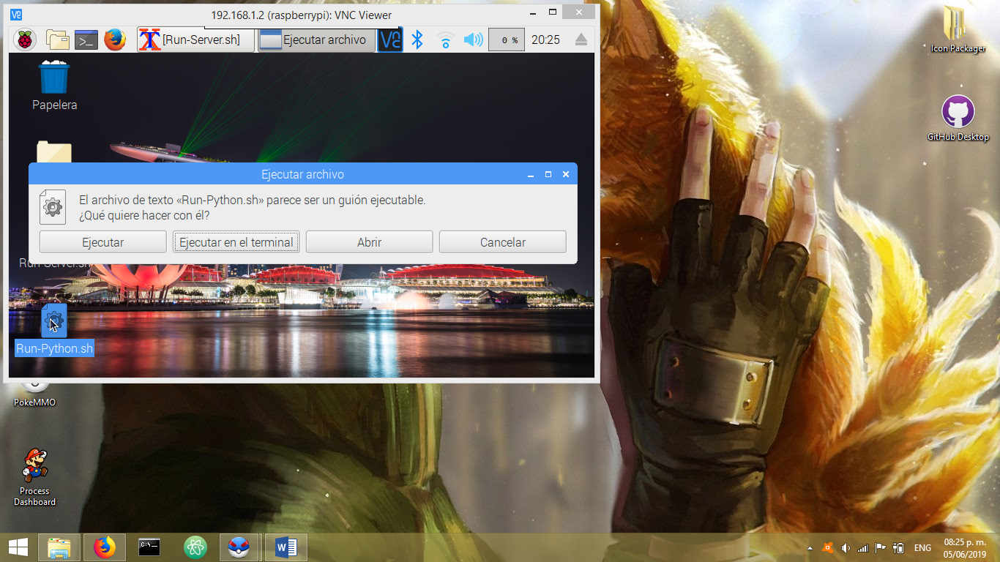 192.168.1.2 (raspberrypi): VNC Viewer
[Run-Server.sh]
Ejecutar archivo
0 %
20:25
Papelera
Ejecutar archivo
El archivo de texto «Run-Python.sh» parece ser un guión ejecutable.
¿Qué quiere hacer con él?
Ejecutar
Ejecutar en el terminal
Abrir
Cancelar
Run-Server.sh
Run-Python.sh
Icon Packager
GitHub Desktop
PokeMMO
Process
Dashboard
C:\_
W
ENG
08:25 p. m.
05/06/2019